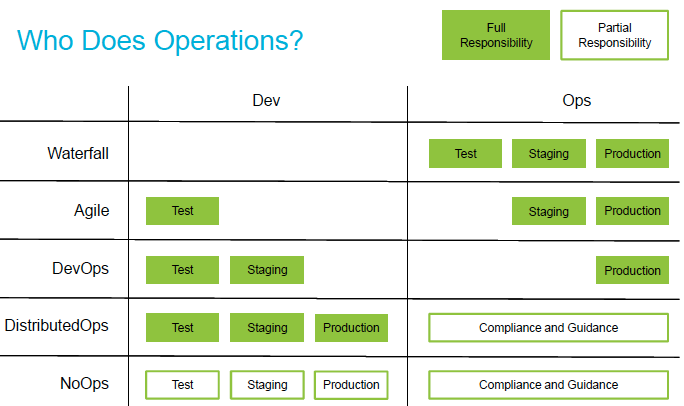 Who Does Operations?
Full
Responsibility
Partial
Responsibility
Dev Ops
Waterfall Test Staging Production
Agile Test Staging Production
DevOps Test Staging Production
DistributedOps Test Staging Production Compliance and Guidance
NoOps Test Staging Production Compliance and Guidance